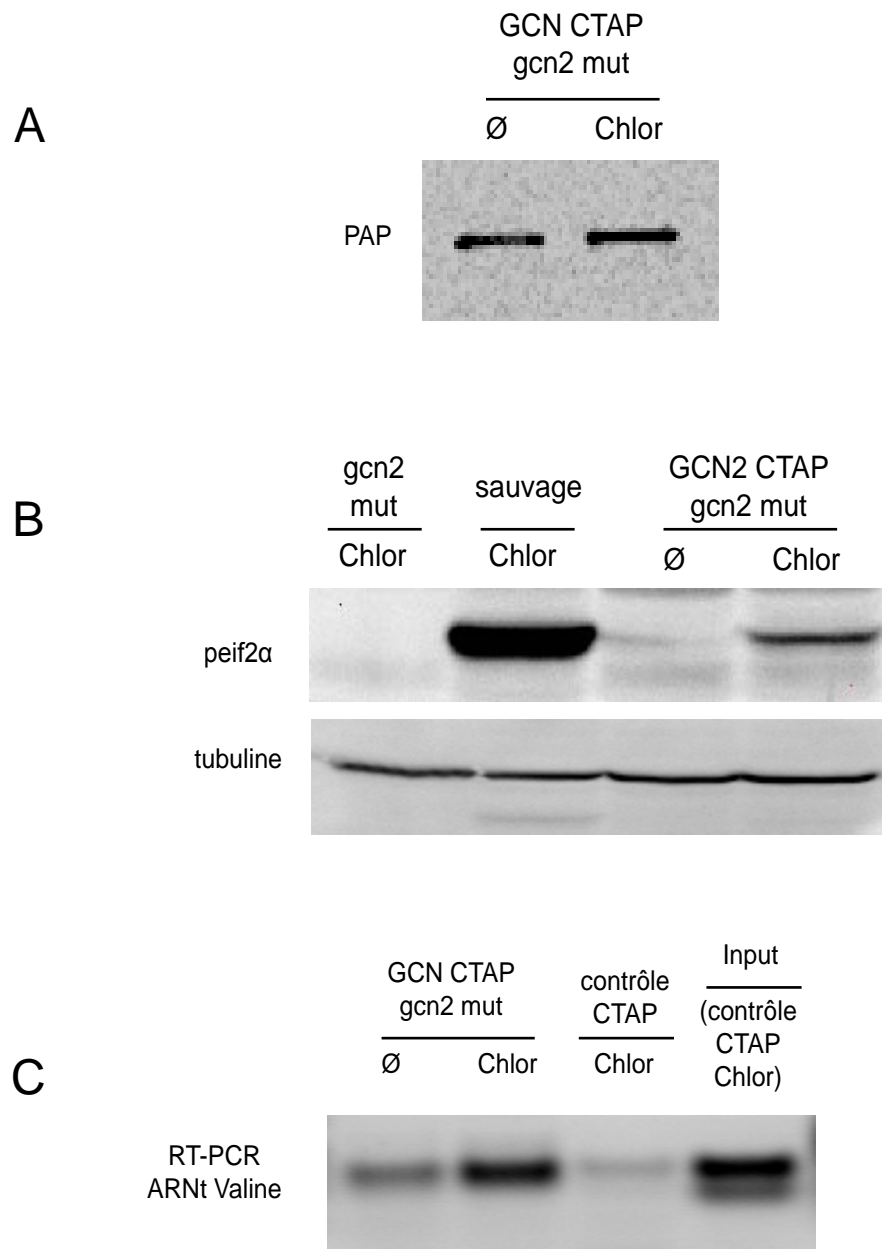 A
GCN CTAP
gcn2 mut
Ø Chlor
PAP
B
gcn2
mut
sauvage
GCN2 CTAP
gcn2 mut
Chlor Chlor Ø Chlor
peif2α
tubuline
C
GCN CTAP
gcn2 mut
contrôle
CTAP
Input
(contrôle
CTAP
Chlor)
Ø Chlor Chlor
RT-PCR
ARNt Valine